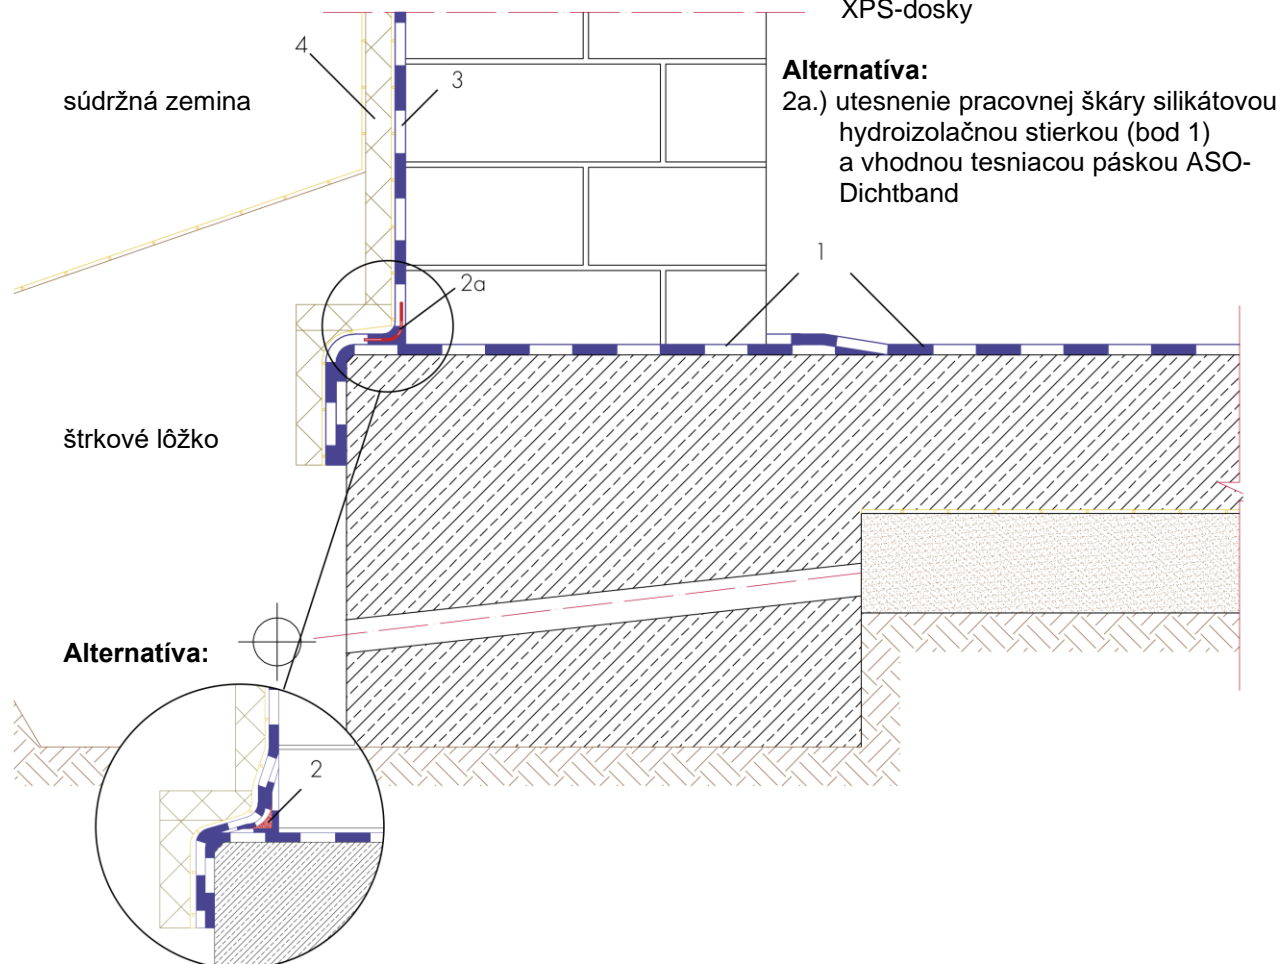 XPS-dosky
4
3
súdržná zemina
Alternatíva:
2a.) utesnenie pracovnej škáry silikátovou
hydroizolačnou stierkou (bod 1)
a vhodnou tesniacou páskou ASO-
Dichtband
1
2a
štrkové lôžko
Alternatíva:
2